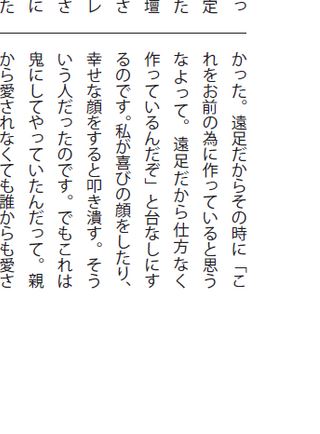 っ
定
た
壇
さ
レ
さ
に
た
かった。遠足だからその時に「こ
れをお前の為に作っていると思う
なよって。遠足だから仕方なく
作っているんだぞ」と台なしにす
るのです。私が喜びの顔をしたり、
幸せな顔をすると叩き潰す。そう
いう人だったのです。でもこれは
鬼にしてやっていたんだって。親
から愛されなくても誰からも愛さ